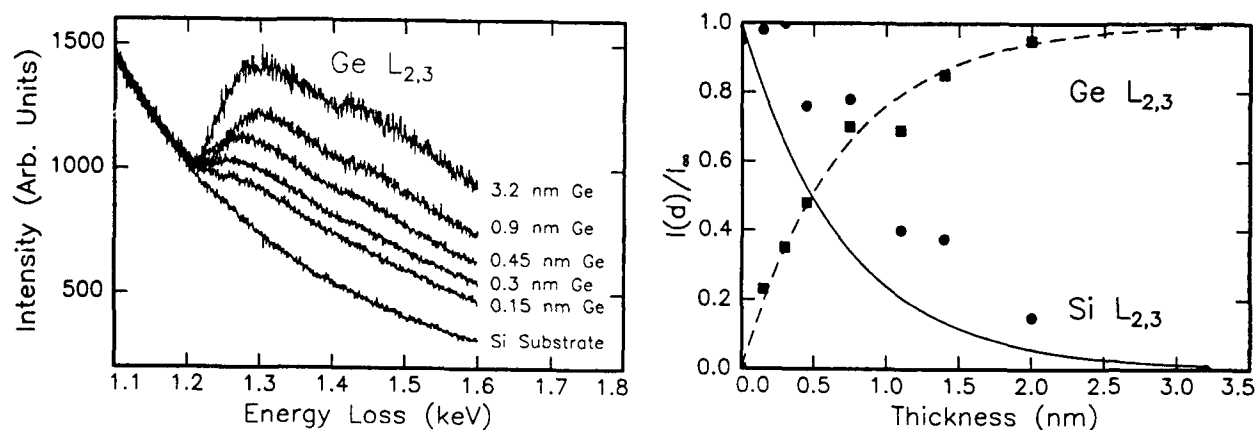 Intensity (Arb. Units)
1500
1000
500
Ge L2,3
3.2 nm Ge
0.9 nm Ge
0.45 nm Ge
0.3 nm Ge
0.15 nm Ge
Si Substrate
1.1 1.2 1.3 1.4 1.5 1.6 1.7 1.8
Energy Loss (keV)
I(d)/I∞
1.0
0.8
0.6
0.4
0.2
0.0
Ge L2,3
Si L2,3
0.0 0.5 1.0 1.5 2.0 2.5 3.0 3.5
Thickness (nm)